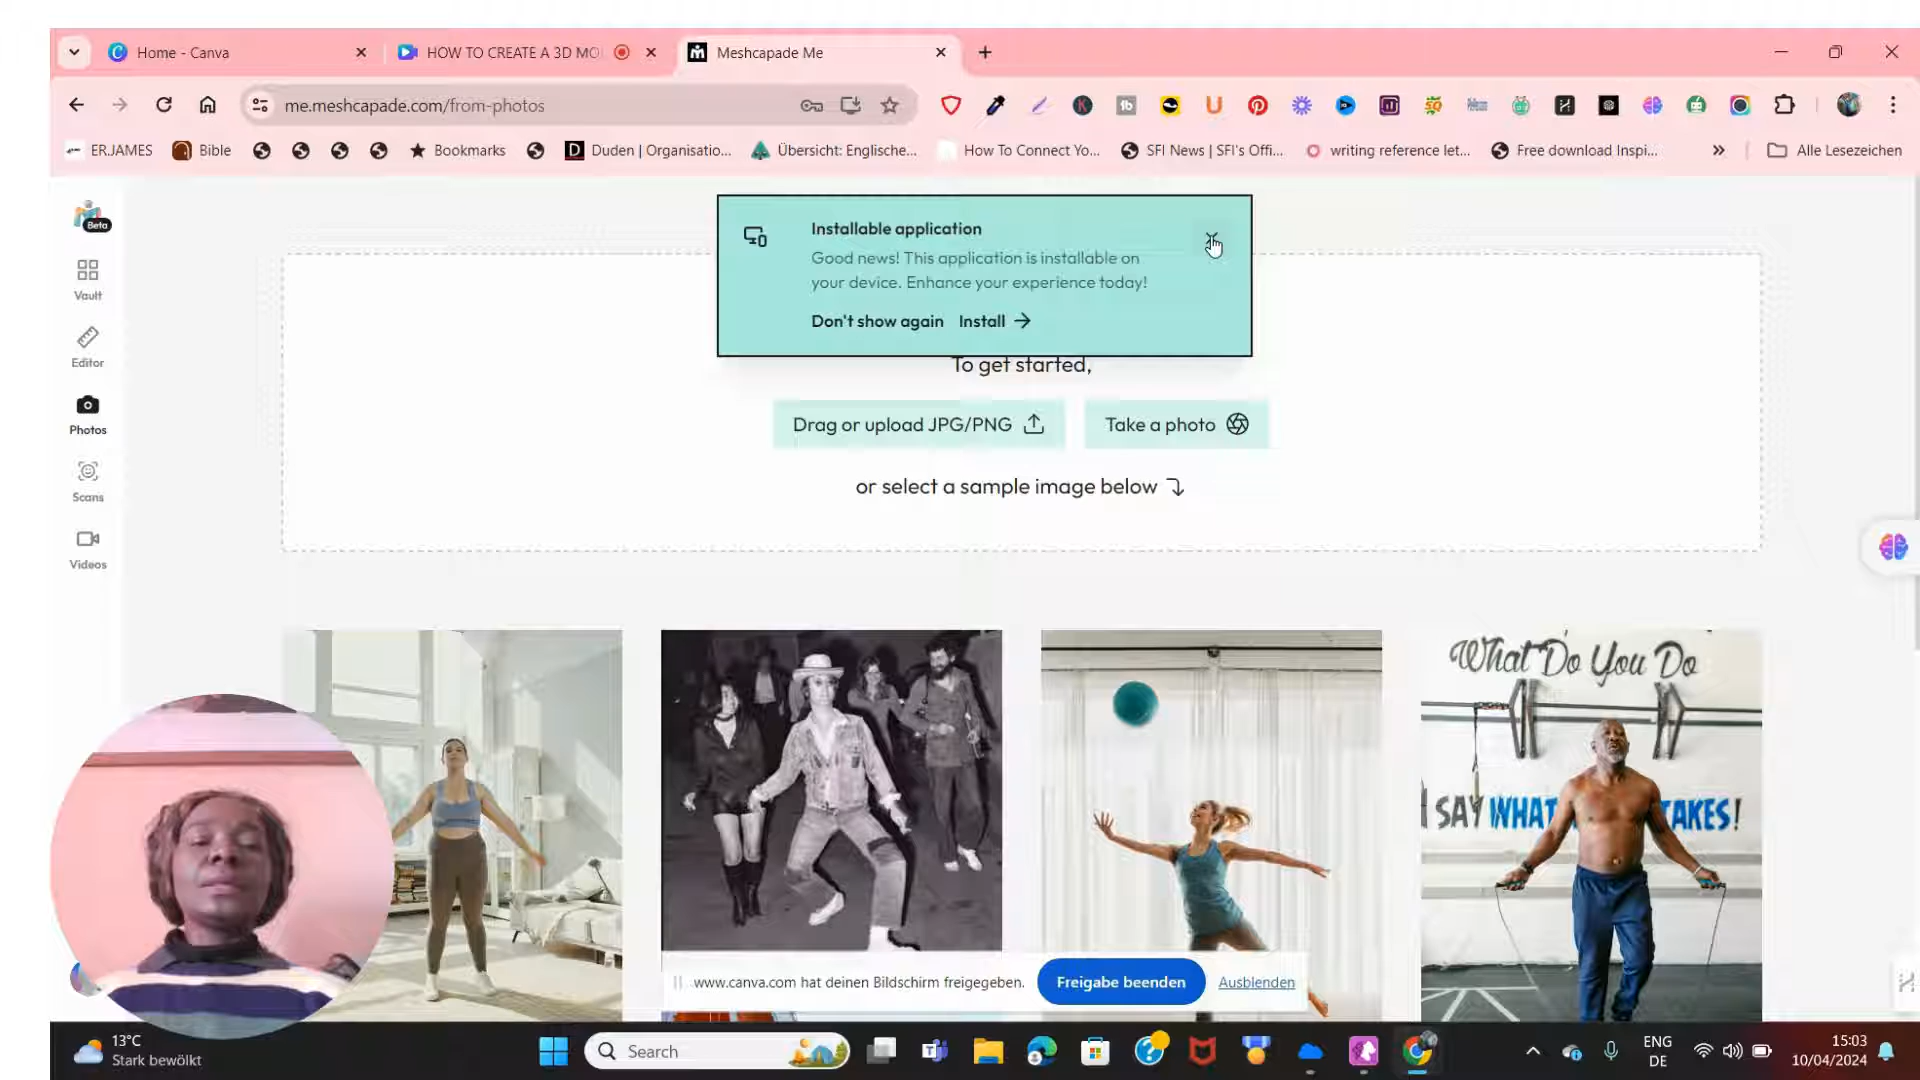 Home - Canva
HOW TO CREATE A 3D MO
Meshcapade Me
me.meshcapade.com/from-photos
ER.JAMES
Bible
Bookmarks
D Duden | Organisatio...
Übersicht: Englische...
How To Connect Yo...
SFI News | SFI's Offi...
writing reference let...
Free download Inspi...
Alle Lesezeichen
Beta
Vault
Editor
Photos
Scans
Videos
Installable application
Good news! This application is installable on
your device. Enhance your experience today!
Don't show again Install
To get started,
Drag or upload JPG/PNG
Take a photo
or select a sample image below
What Do You Do
SAY WHAT TAKES!
www.canva.com hat deinen Bildschirm freigegeben.
Freigabe beenden
Ausblenden
13°C
Stark bewölkt
Search
ENG
DE
15:03
10/04/2024